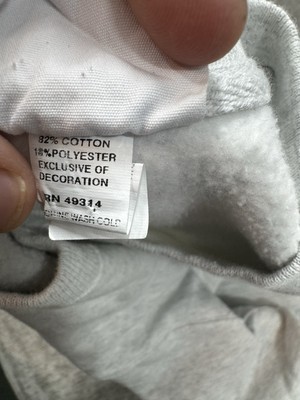 82% COTTON
18%POLYESTER
EXCLUSIVE OF
DECORATION
RN 49314
WASH COLD